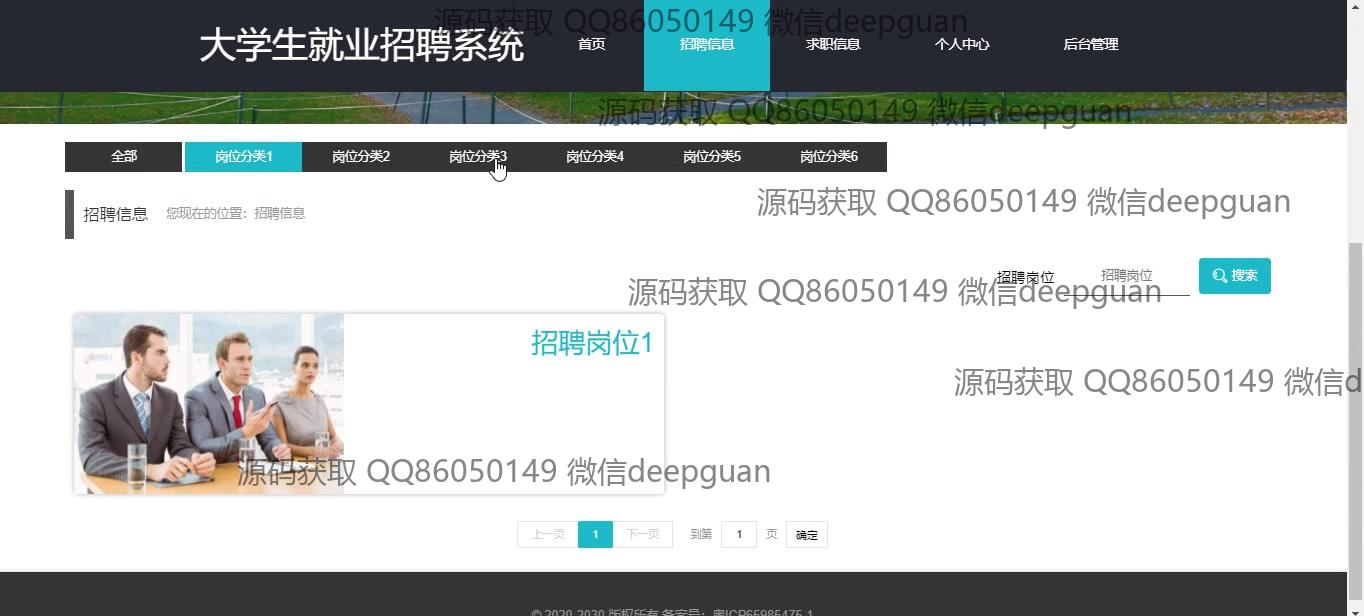 源码获取 QQ86050149 微信deepguan
大学生就业招聘系统 首页 招聘信息 求职信息 个人中心 后台管理
源码获取 QQ86050149 微信deepguan
全部 岗位分类1 岗位分类2 岗位分类3 岗位分类4 岗位分类5 岗位分类6
源码获取 QQ86050149 微信deepguan
招聘信息 您现在的位置：招聘信息
招聘岗位 招聘岗位 搜索
源码获取 QQ86050149 微信deepguan
招聘岗位1
源码获取 QQ86050149 微信d
源码获取 QQ86050149 微信deepguan
上一页 1 下一页 到第 1 页 确定
© 2020-2030 版权所有 备案号：粤ICP65985475-1